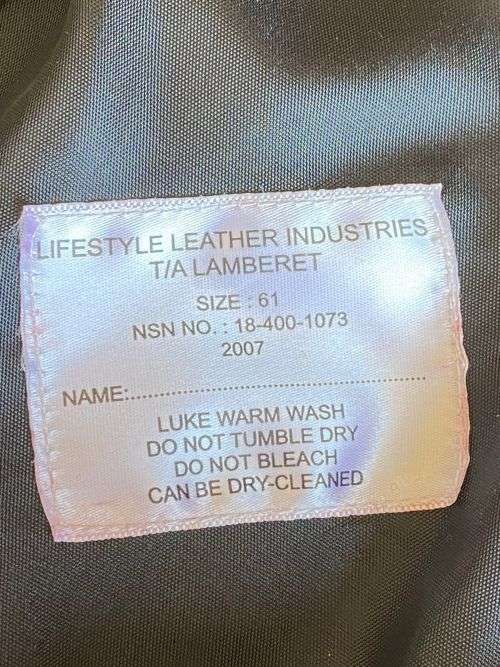 LIFESTYLE LEATHER INDUSTRIES
T/A LAMBERET
SIZE : 61
NSN NO. : 18-400-1073
2007
NAME:..........................................................
LUKE WARM WASH
DO NOT TUMBLE DRY
DO NOT BLEACH
CAN BE DRY-CLEANED